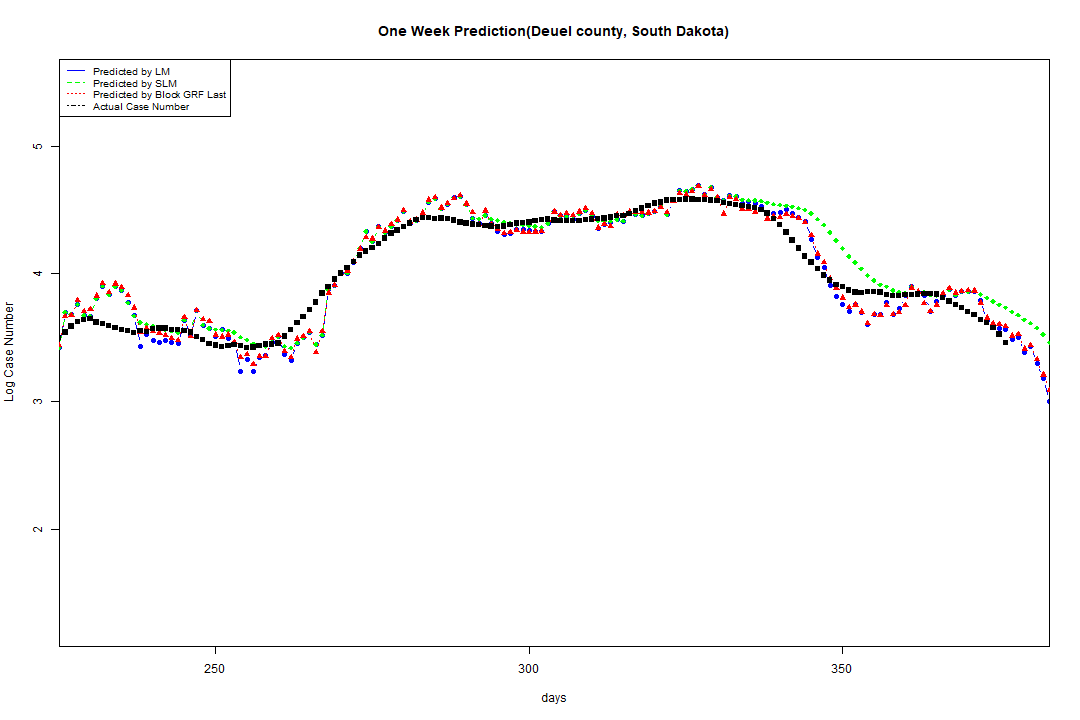 One Week Prediction(Deuel county, South Dakota)
Predicted by LM
Predicted by SLM
Predicted by Block GRF Last
Actual Case Number
5
4
3
2
Log Case Number
250
300
350
days